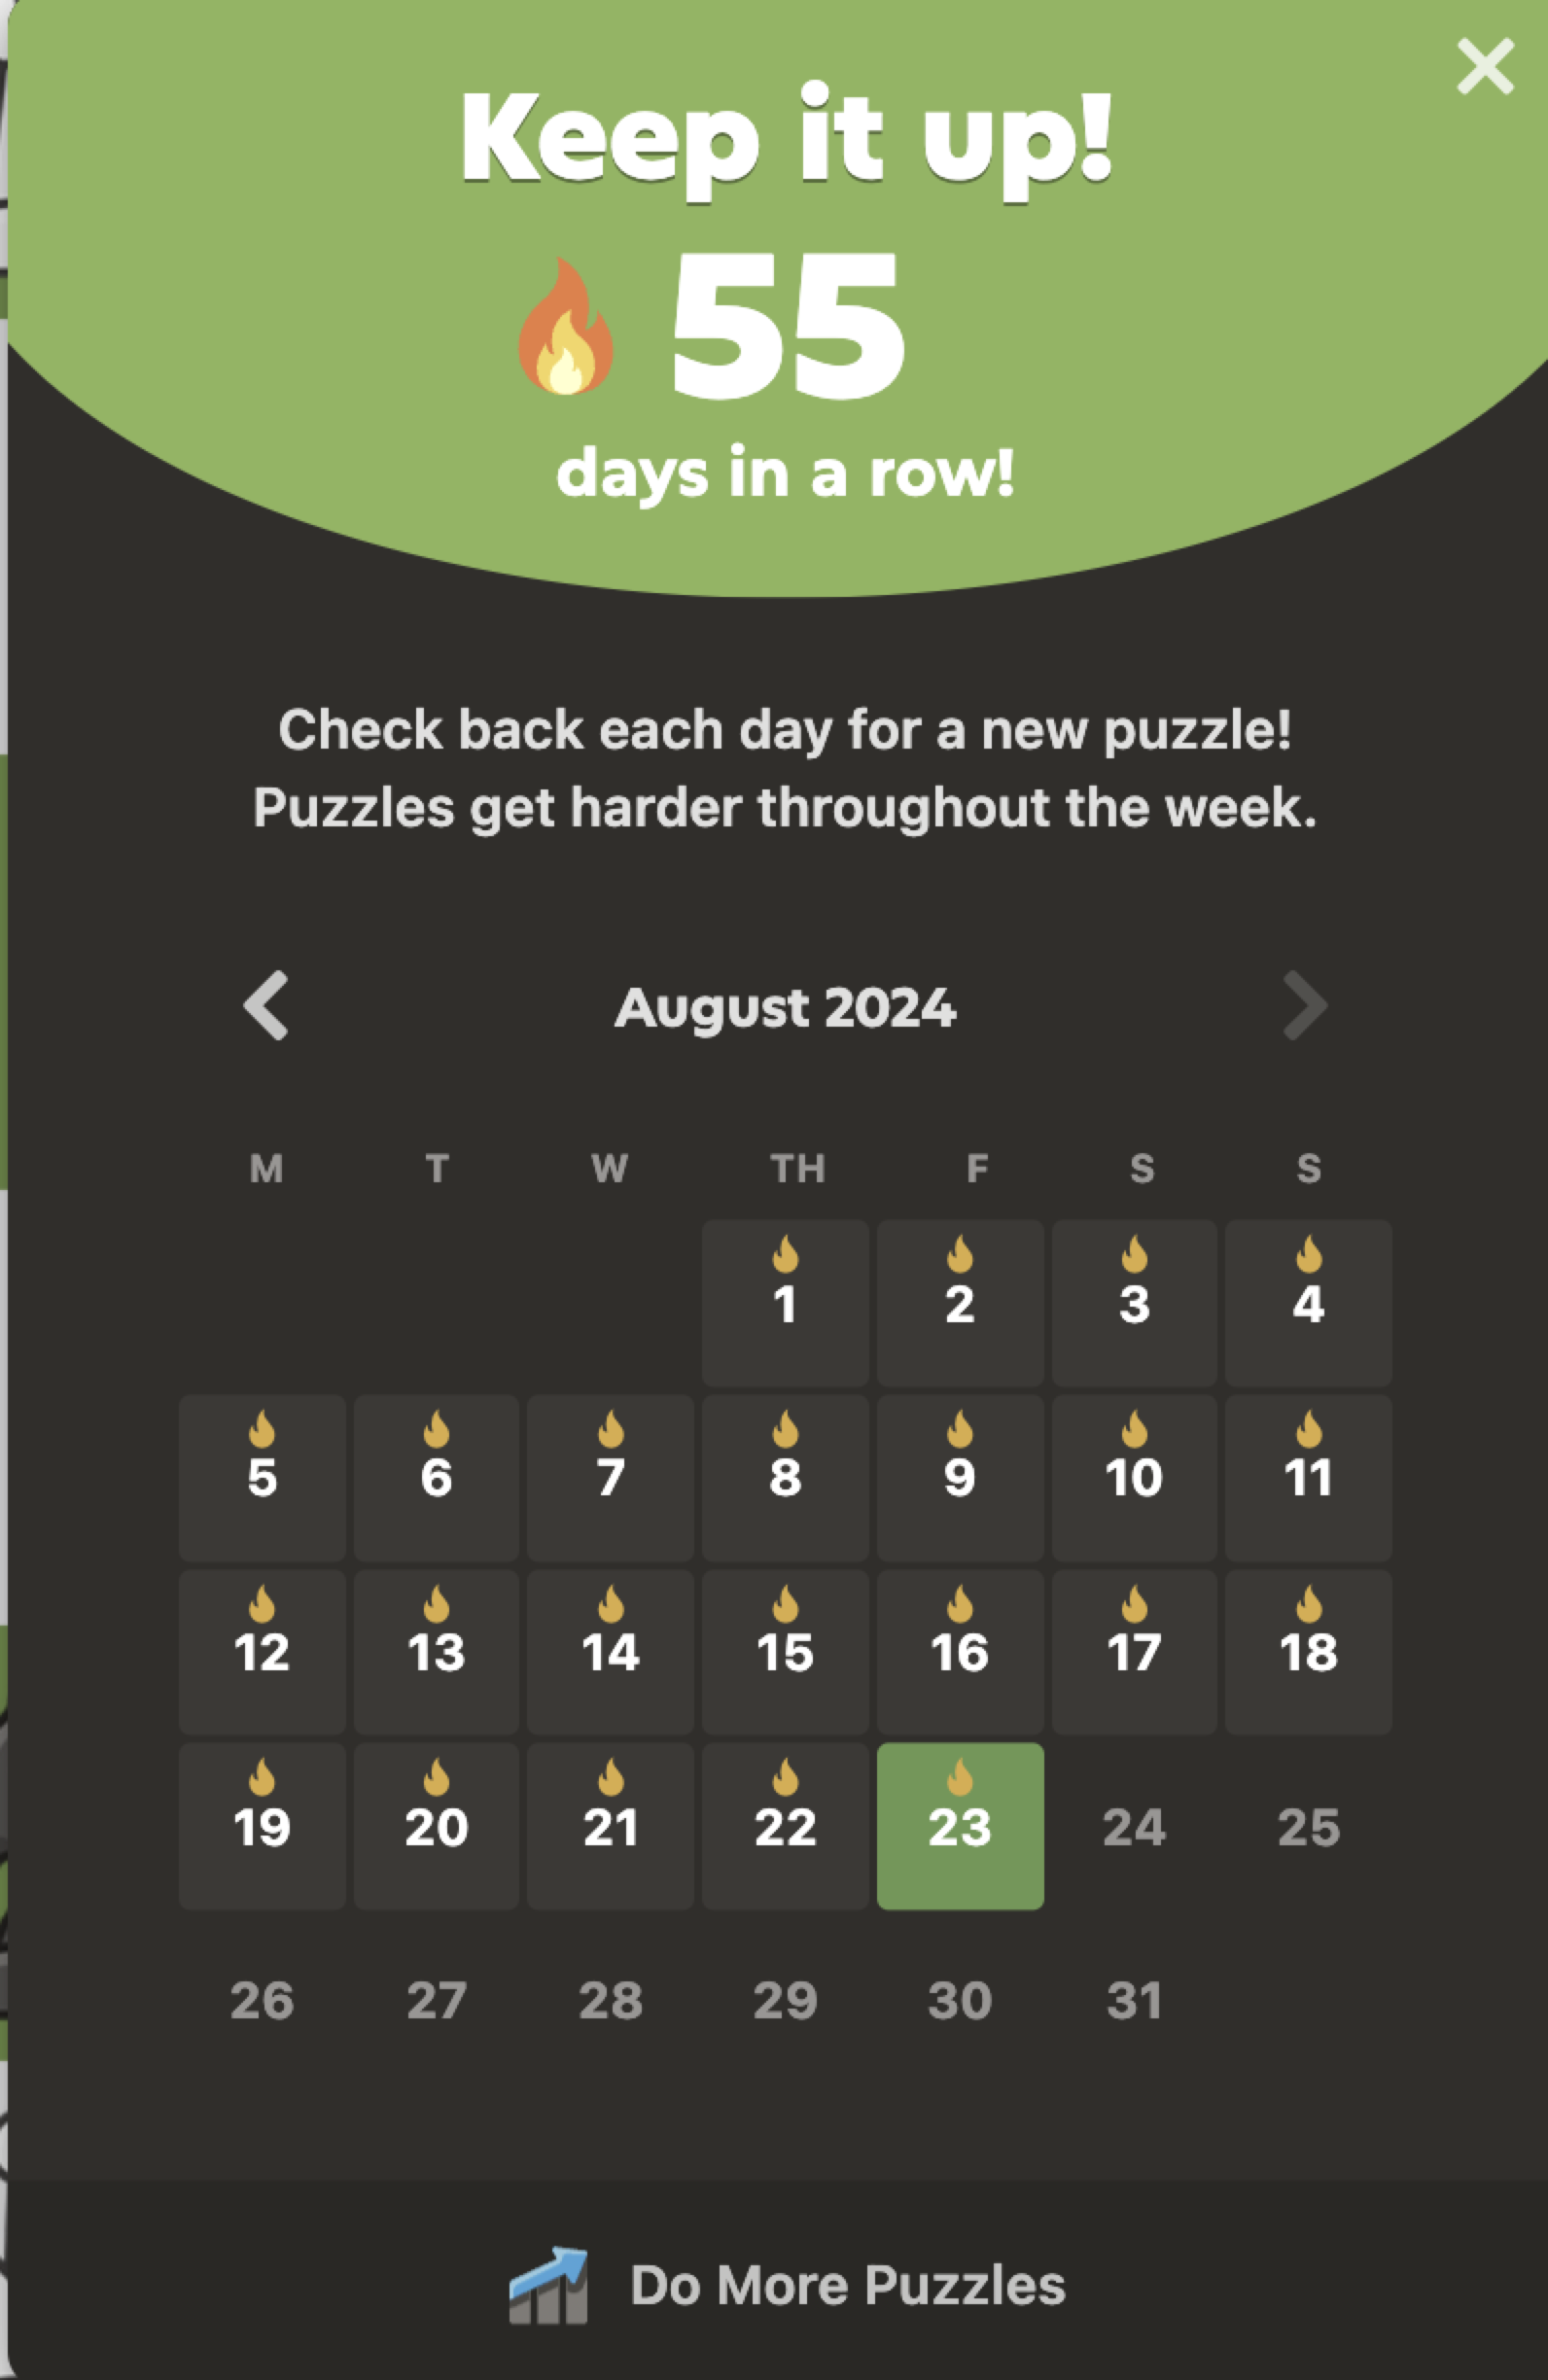 Keep it up!
55
days in a row!
Check back each day for a new puzzle!
Puzzles get harder throughout the week.
August 2024
M T W TH F S S
1 2 3 4
5 6 7 8 9 10 11
12 13 14 15 16 17 18
19 20 21 22 23 24 25
26 27 28 29 30 31
Do More Puzzles